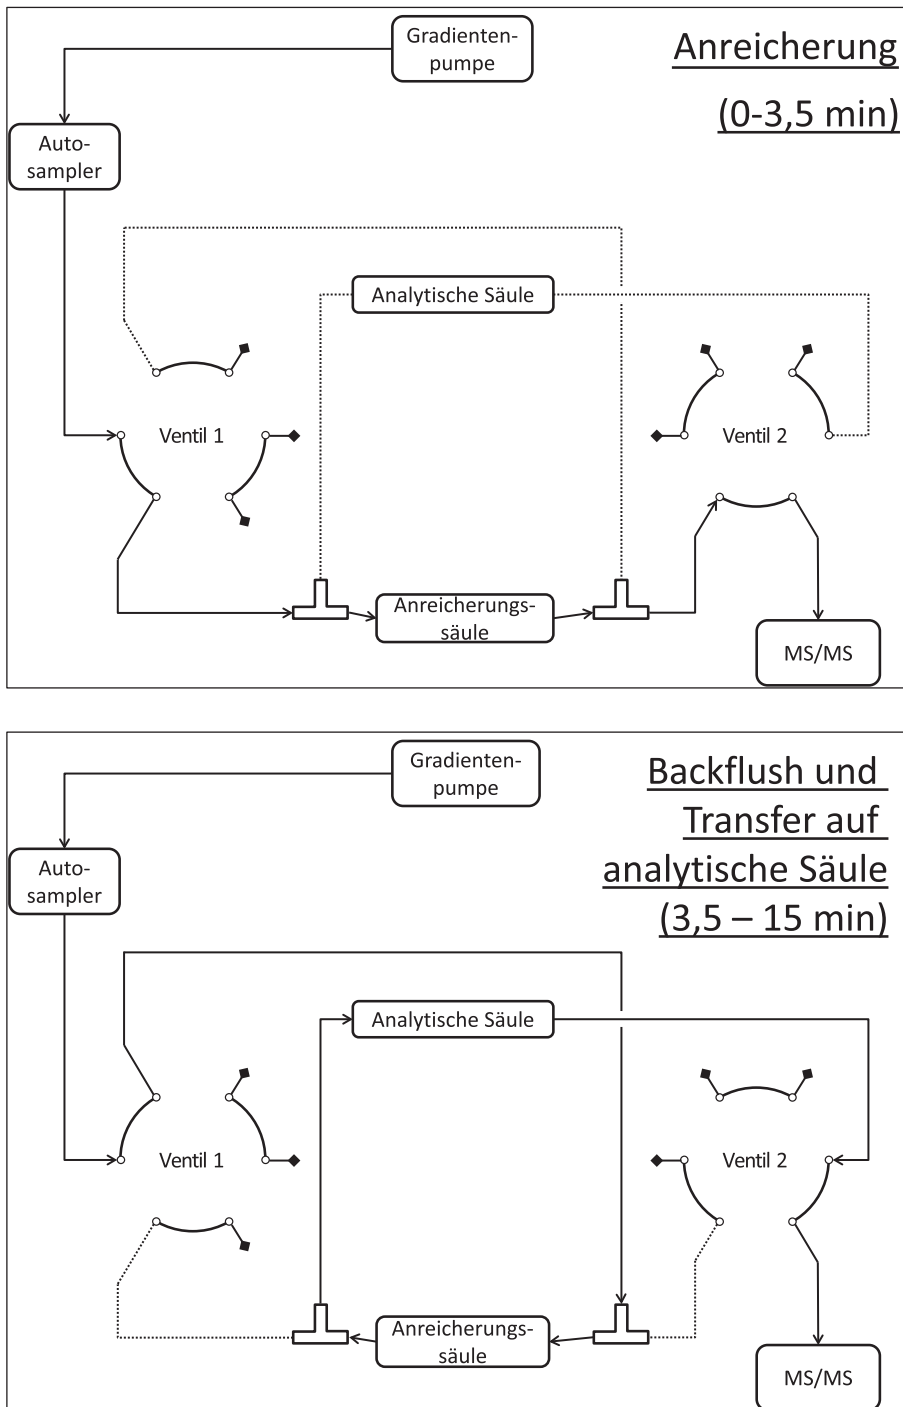 Gradienten-
pumpe
Anreicherung
(0-3,5 min)
Auto-
sampler
Analytische Säule
Ventil 1
Ventil 2
Anreicherungs-
säule
MS/MS
Gradienten-
pumpe
Backflush und
Transfer auf
analytische Säule
(3,5 – 15 min)
Auto-
sampler
Analytische Säule
Ventil 1
Ventil 2
Anreicherungs-
säule
MS/MS